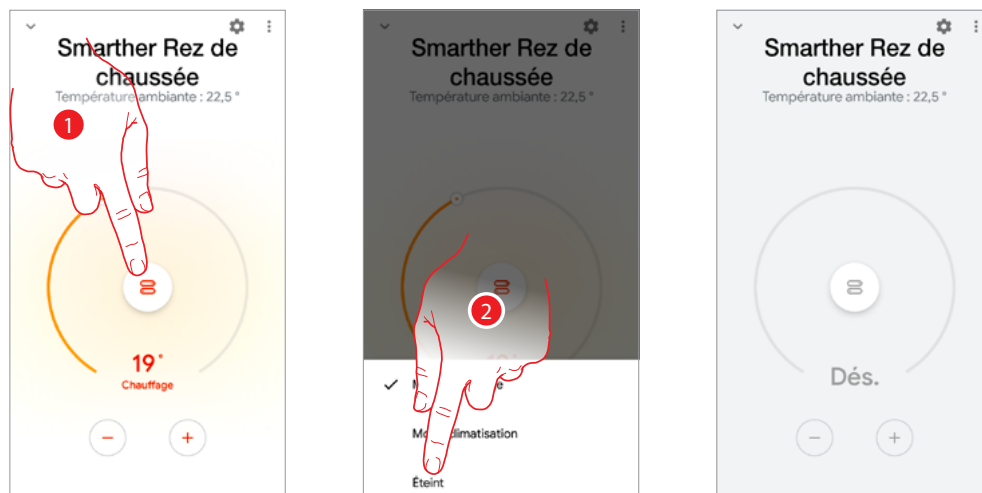 Smarther Rez de
chaussée
Température ambiante : 22,5 °
1
19°
Chauffage
Smarther Rez de
chaussée
Température ambiante : 22,5 °
2
climatisation
Éteint
Smarther Rez de
chaussée
Température ambiante : 22,5 °
Dés.